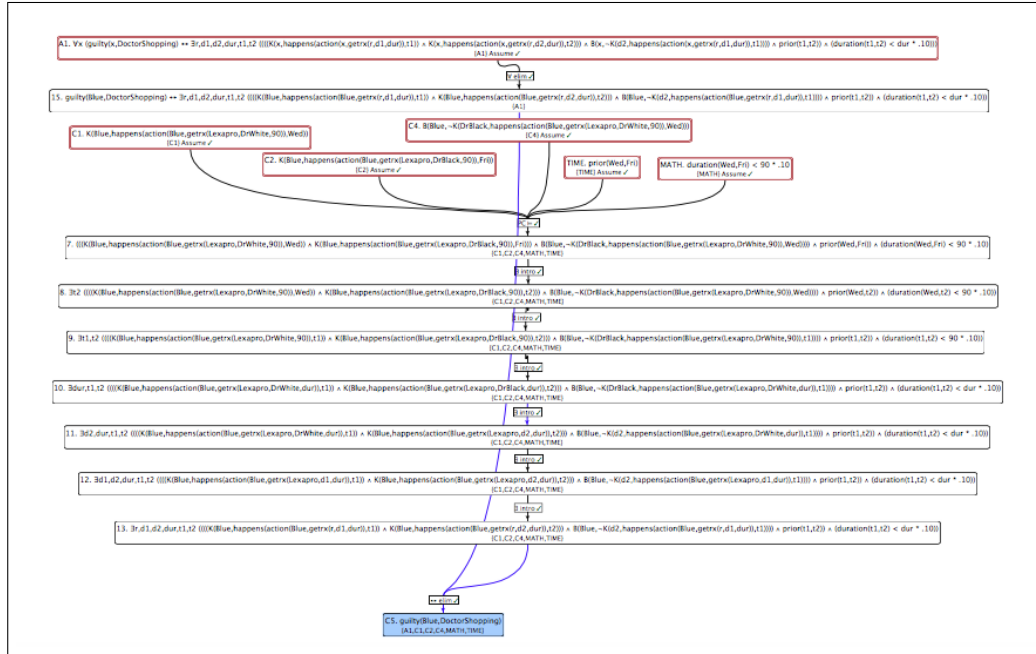 A1. ∀x (guilty(x,DoctorShopping) ↔ ∃r,d1,d2,dur,t1,t2 ((((K(x,happens(action(x,getrx(r,d1,dur)),t1)) ∧ K(x,happens(action(x,getrx(r,d2,dur)),t2))) ∧ B(x,¬K(d2,happens(action(x,getrx(r,d1,dur)),t1)))) ∧ prior(t1,t2)) ∧ (duration(t1,t2) < dur * .10)))
{A1} Assume ✓
∀ elim ✓
15. guilty(Blue,DoctorShopping) ↔ ∃r,d1,d2,dur,t1,t2 ((((K(Blue,happens(action(Blue,getrx(r,d1,dur)),t1)) ∧ K(Blue,happens(action(Blue,getrx(r,d2,dur)),t2))) ∧ B(Blue,¬K(d2,happens(action(Blue,getrx(r,d1,dur)),t1)))) ∧ prior(t1,t2)) ∧ (duration(t1,t2) < dur * .10))
{A1}
C1. K(Blue,happens(action(Blue,getrx(Lexapro,DrWhite,90)),Wed))
{C1} Assume ✓
C4. B(Blue,¬K(DrBlack,happens(action(Blue,getrx(Lexapro,DrWhite,90)),Wed)))
{C4} Assume ✓
C2. K(Blue,happens(action(Blue,getrx(Lexapro,DrBlack,90)),Fri))
{C2} Assume ✓
TIME. prior(Wed,Fri)
{TIME} Assume ✓
MATH. duration(Wed,Fri) < 90 * .10
{MATH} Assume ✓
7. (((K(Blue,happens(action(Blue,getrx(Lexapro,DrWhite,90)),Wed)) ∧ K(Blue,happens(action(Blue,getrx(Lexapro,DrBlack,90)),Fri))) ∧ B(Blue,¬K(DrBlack,happens(action(Blue,getrx(Lexapro,DrWhite,90)),Wed)))) ∧ prior(Wed,Fri)) ∧ (duration(Wed,Fri) < 90 * .10)
{C1,C2,C4,MATH,TIME}
∃ intro ✓
8. ∃t2 ((((K(Blue,happens(action(Blue,getrx(Lexapro,DrWhite,90)),Wed)) ∧ K(Blue,happens(action(Blue,getrx(Lexapro,DrBlack,90)),t2))) ∧ B(Blue,¬K(DrBlack,happens(action(Blue,getrx(Lexapro,DrWhite,90)),Wed)))) ∧ prior(Wed,t2)) ∧ (duration(Wed,t2) < 90 * .10))
{C1,C2,C4,MATH,TIME}
∃ intro ✓
9. ∃t1,t2 ((((K(Blue,happens(action(Blue,getrx(Lexapro,DrWhite,90)),t1)) ∧ K(Blue,happens(action(Blue,getrx(Lexapro,DrBlack,90)),t2))) ∧ B(Blue,¬K(DrBlack,happens(action(Blue,getrx(Lexapro,DrWhite,90)),t1)))) ∧ prior(t1,t2)) ∧ (duration(t1,t2) < 90 * .10))
{C1,C2,C4,MATH,TIME}
∃ intro ✓
10. ∃dur,t1,t2 ((((K(Blue,happens(action(Blue,getrx(Lexapro,DrWhite,dur)),t1)) ∧ K(Blue,happens(action(Blue,getrx(Lexapro,DrBlack,dur)),t2))) ∧ B(Blue,¬K(DrBlack,happens(action(Blue,getrx(Lexapro,DrWhite,dur)),t1)))) ∧ prior(t1,t2)) ∧ (duration(t1,t2) < dur * .10))
{C1,C2,C4,MATH,TIME}
∃ intro ✓
11. ∃d2,dur,t1,t2 ((((K(Blue,happens(action(Blue,getrx(Lexapro,DrWhite,dur)),t1)) ∧ K(Blue,happens(action(Blue,getrx(Lexapro,d2,dur)),t2))) ∧ B(Blue,¬K(d2,happens(action(Blue,getrx(Lexapro,DrWhite,dur)),t1)))) ∧ prior(t1,t2)) ∧ (duration(t1,t2) < dur * .10))
{C1,C2,C4,MATH,TIME}
∃ intro ✓
12. ∃d1,d2,dur,t1,t2 ((((K(Blue,happens(action(Blue,getrx(Lexapro,d1,dur)),t1)) ∧ K(Blue,happens(action(Blue,getrx(Lexapro,d2,dur)),t2))) ∧ B(Blue,¬K(d2,happens(action(Blue,getrx(Lexapro,d1,dur)),t1)))) ∧ prior(t1,t2)) ∧ (duration(t1,t2) < dur * .10))
{C1,C2,C4,MATH,TIME}
∃ intro ✓
13. ∃r,d1,d2,dur,t1,t2 ((((K(Blue,happens(action(Blue,getrx(r,d1,dur)),t1)) ∧ K(Blue,happens(action(Blue,getrx(r,d2,dur)),t2))) ∧ B(Blue,¬K(d2,happens(action(Blue,getrx(r,d1,dur)),t1)))) ∧ prior(t1,t2)) ∧ (duration(t1,t2) < dur * .10))
{C1,C2,C4,MATH,TIME}
↔ elim ✓
C5. guilty(Blue,DoctorShopping)
{A1,C1,C2,C4,MATH,TIME}